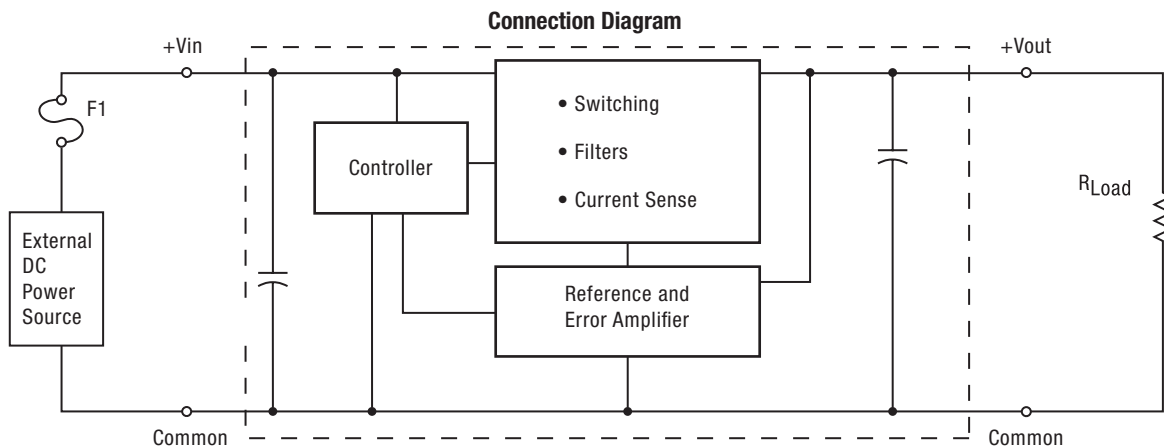 Connection Diagram
+Vin
+Vout
F1
• Switching
• Filters
• Current Sense
Controller
RLoad
External
DC
Power
Source
Reference and
Error Amplifier
Common
Common